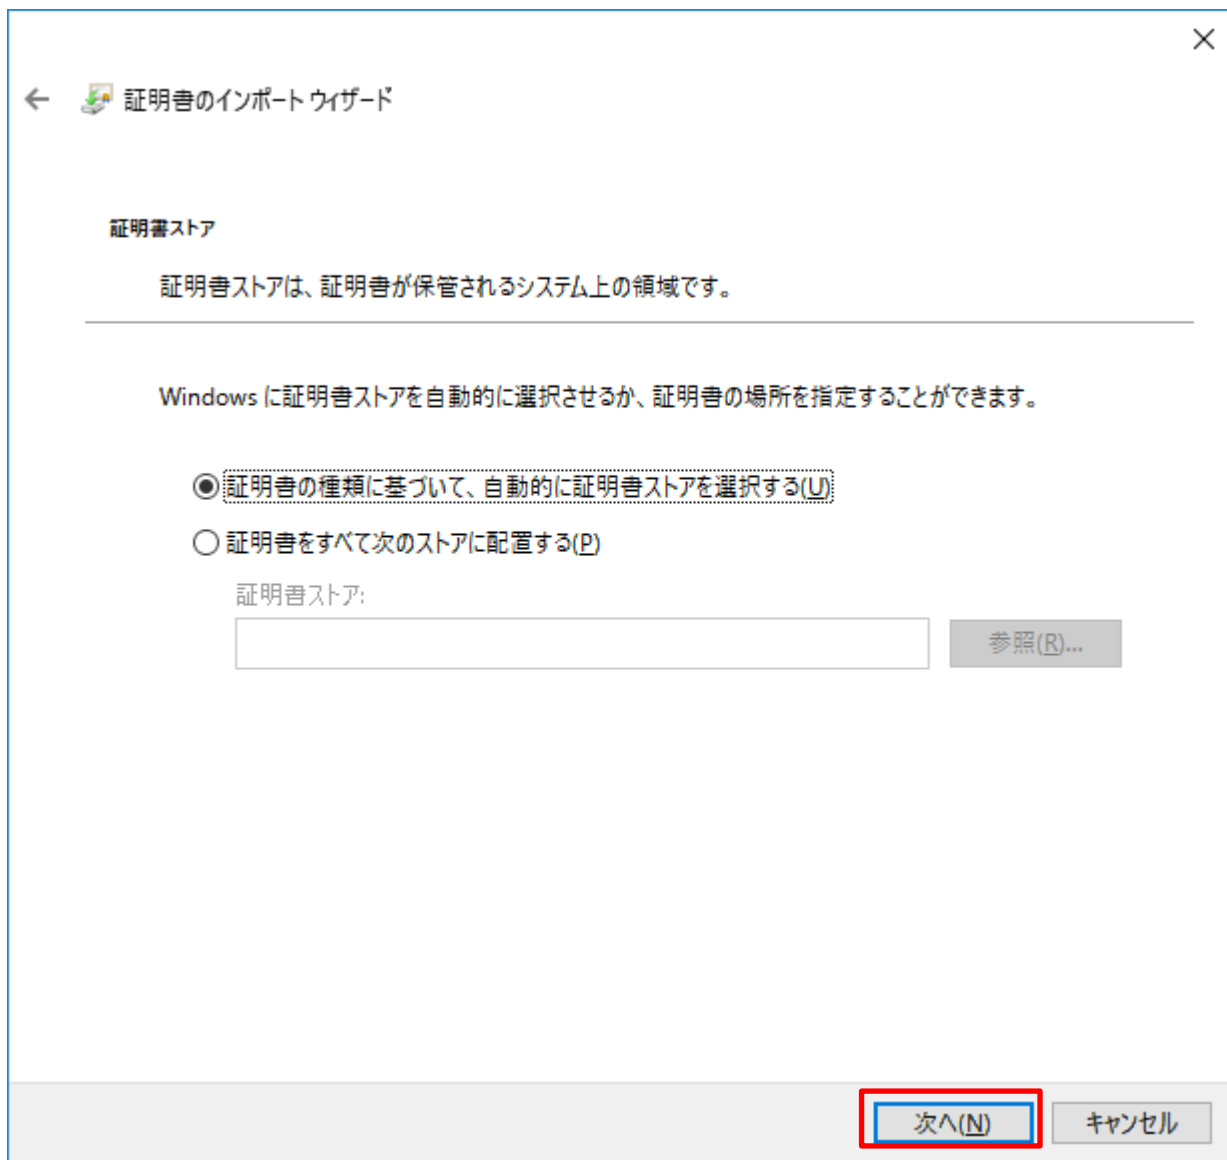 証明書のインポート ウィザード
証明書ストア
証明書ストアは、証明書が保管されるシステム上の領域です。
Windows に証明書ストアを自動的に選択させるか、証明書の場所を指定することができます。
証明書の種類に基づいて、自動的に証明書ストアを選択する(U)
証明書をすべて次のストアに配置する(P)
証明書ストア:
参照(R)...
次へ(N)
キャンセル